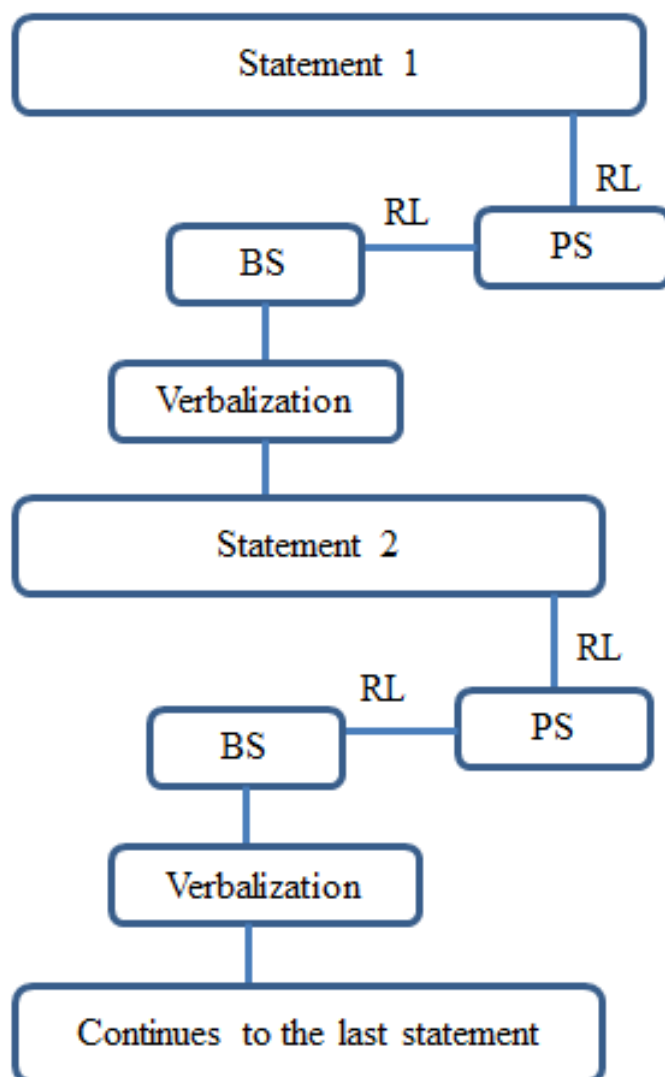 Statement 1
RL
RL
PS
BS
Verbalization
Statement 2
RL
RL
PS
BS
Verbalization
Continues to the last statement